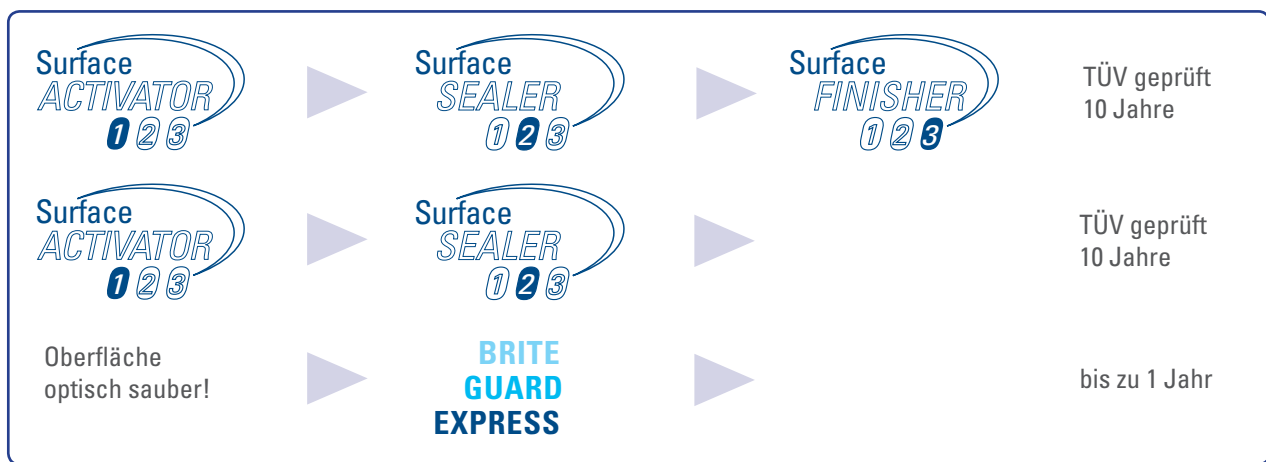 Surface
ACTIVATOR
1 2 3
Surface
SEALER
1 2 3
Surface
FINISHER
1 2 3
TÜV geprüft
10 Jahre
Surface
ACTIVATOR
1 2 3
Surface
SEALER
1 2 3
TÜV geprüft
10 Jahre
Oberfläche
optisch sauber!
BRITE
GUARD
EXPRESS
bis zu 1 Jahr